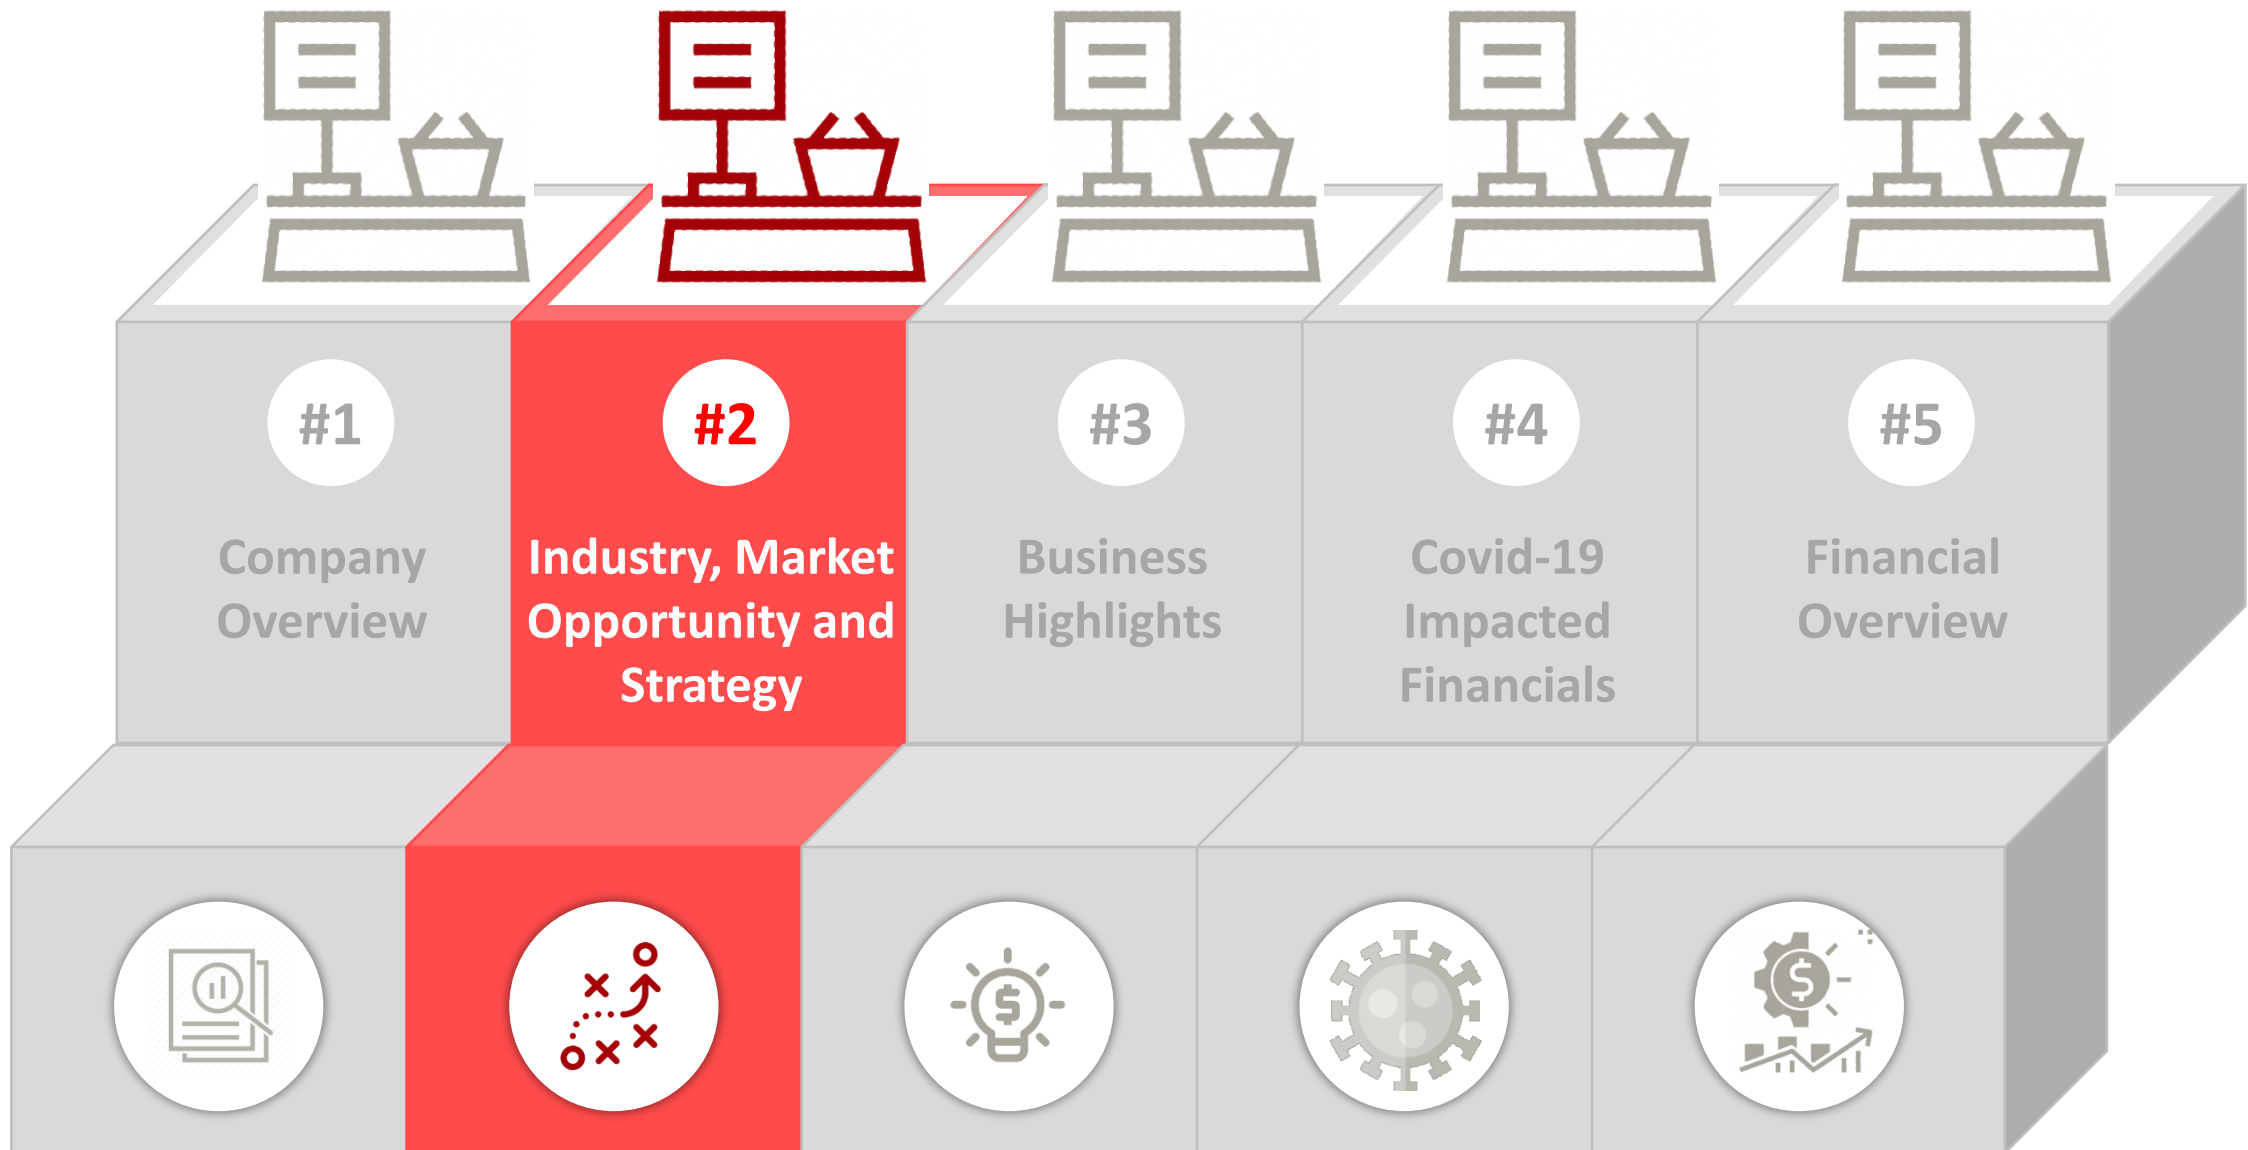 #1
Company
Overview
#2
Industry, Market
Opportunity and
Strategy
#3
Business
Highlights
#4
Covid-19
Impacted
Financials
#5
Financial
Overview
$
$